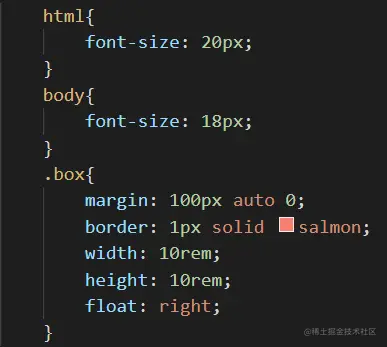 html{
    font-size: 20px;
}
body{
    font-size: 18px;
}
.box{
    margin: 100px auto 0;
    border: 1px solid salmon;
    width: 10rem;
    height: 10rem;
    float: right;
}
@稀土掘金技术社区